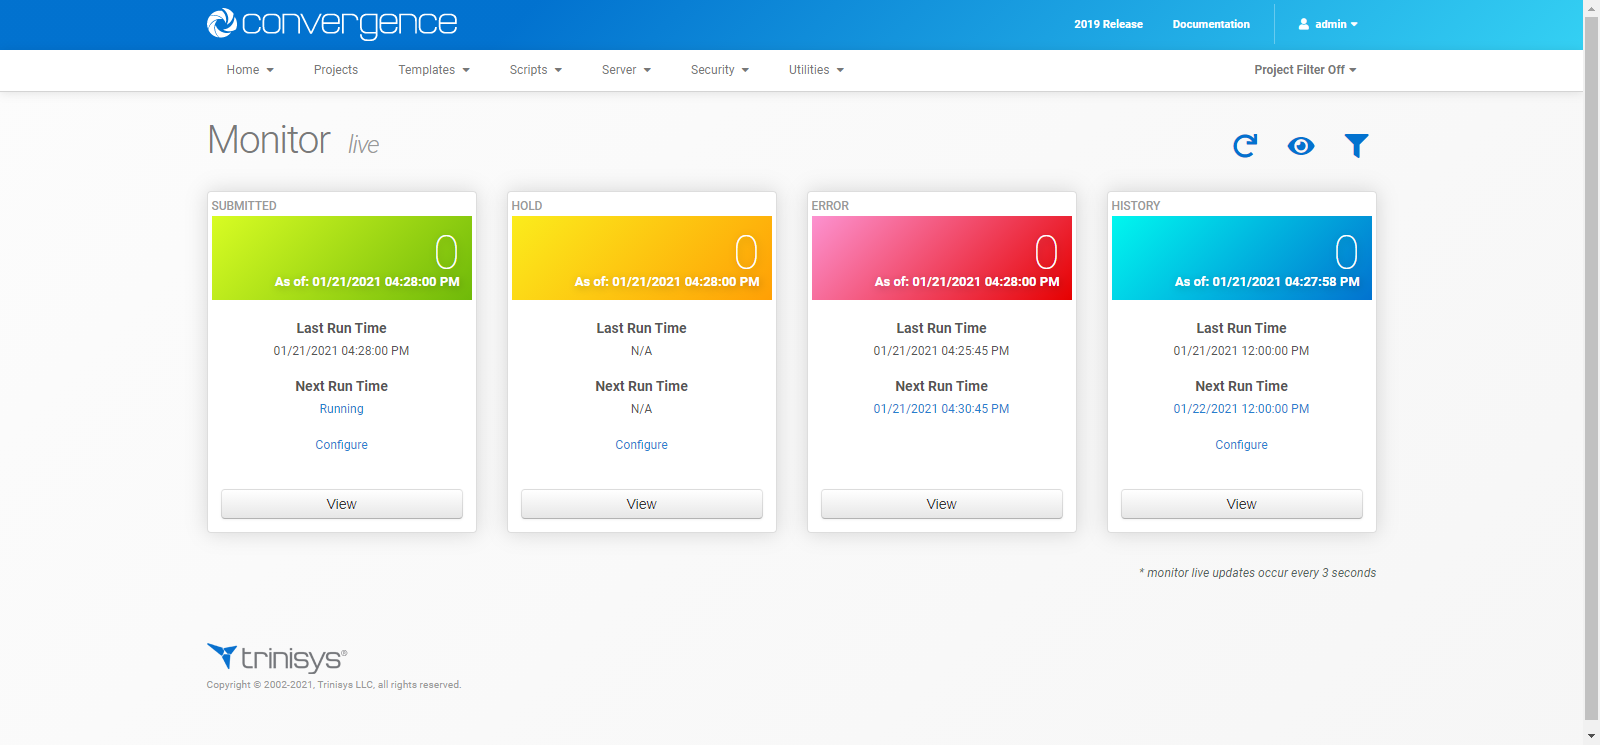 convergence
2019 Release Documentation admin
Home Projects Templates Scripts Server Security Utilities Project Filter Off
Monitor live
SUBMITTED
0
As of: 01/21/2021 04:28:00 PM
Last Run Time
01/21/2021 04:28:00 PM
Next Run Time
Running
Configure
View
HOLD
0
As of: 01/21/2021 04:28:00 PM
Last Run Time
N/A
Next Run Time
N/A
Configure
View
ERROR
0
As of: 01/21/2021 04:28:00 PM
Last Run Time
01/21/2021 04:25:45 PM
Next Run Time
01/21/2021 04:30:45 PM
View
HISTORY
0
As of: 01/21/2021 04:27:58 PM
Last Run Time
01/21/2021 12:00:00 PM
Next Run Time
01/22/2021 12:00:00 PM
Configure
View
* monitor live updates occur every 3 seconds
trinisys®
Copyright © 2002-2021, Trinisys LLC, all rights reserved.